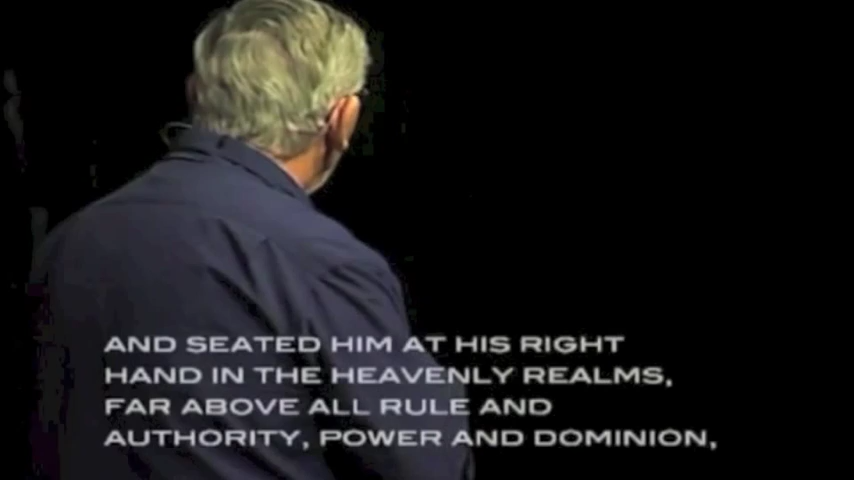 AND SEATED HIM AT HIS RIGHT
HAND IN THE HEAVENLY REALMS,
FAR ABOVE ALL RULE AND
AUTHORITY, POWER AND DOMINION,